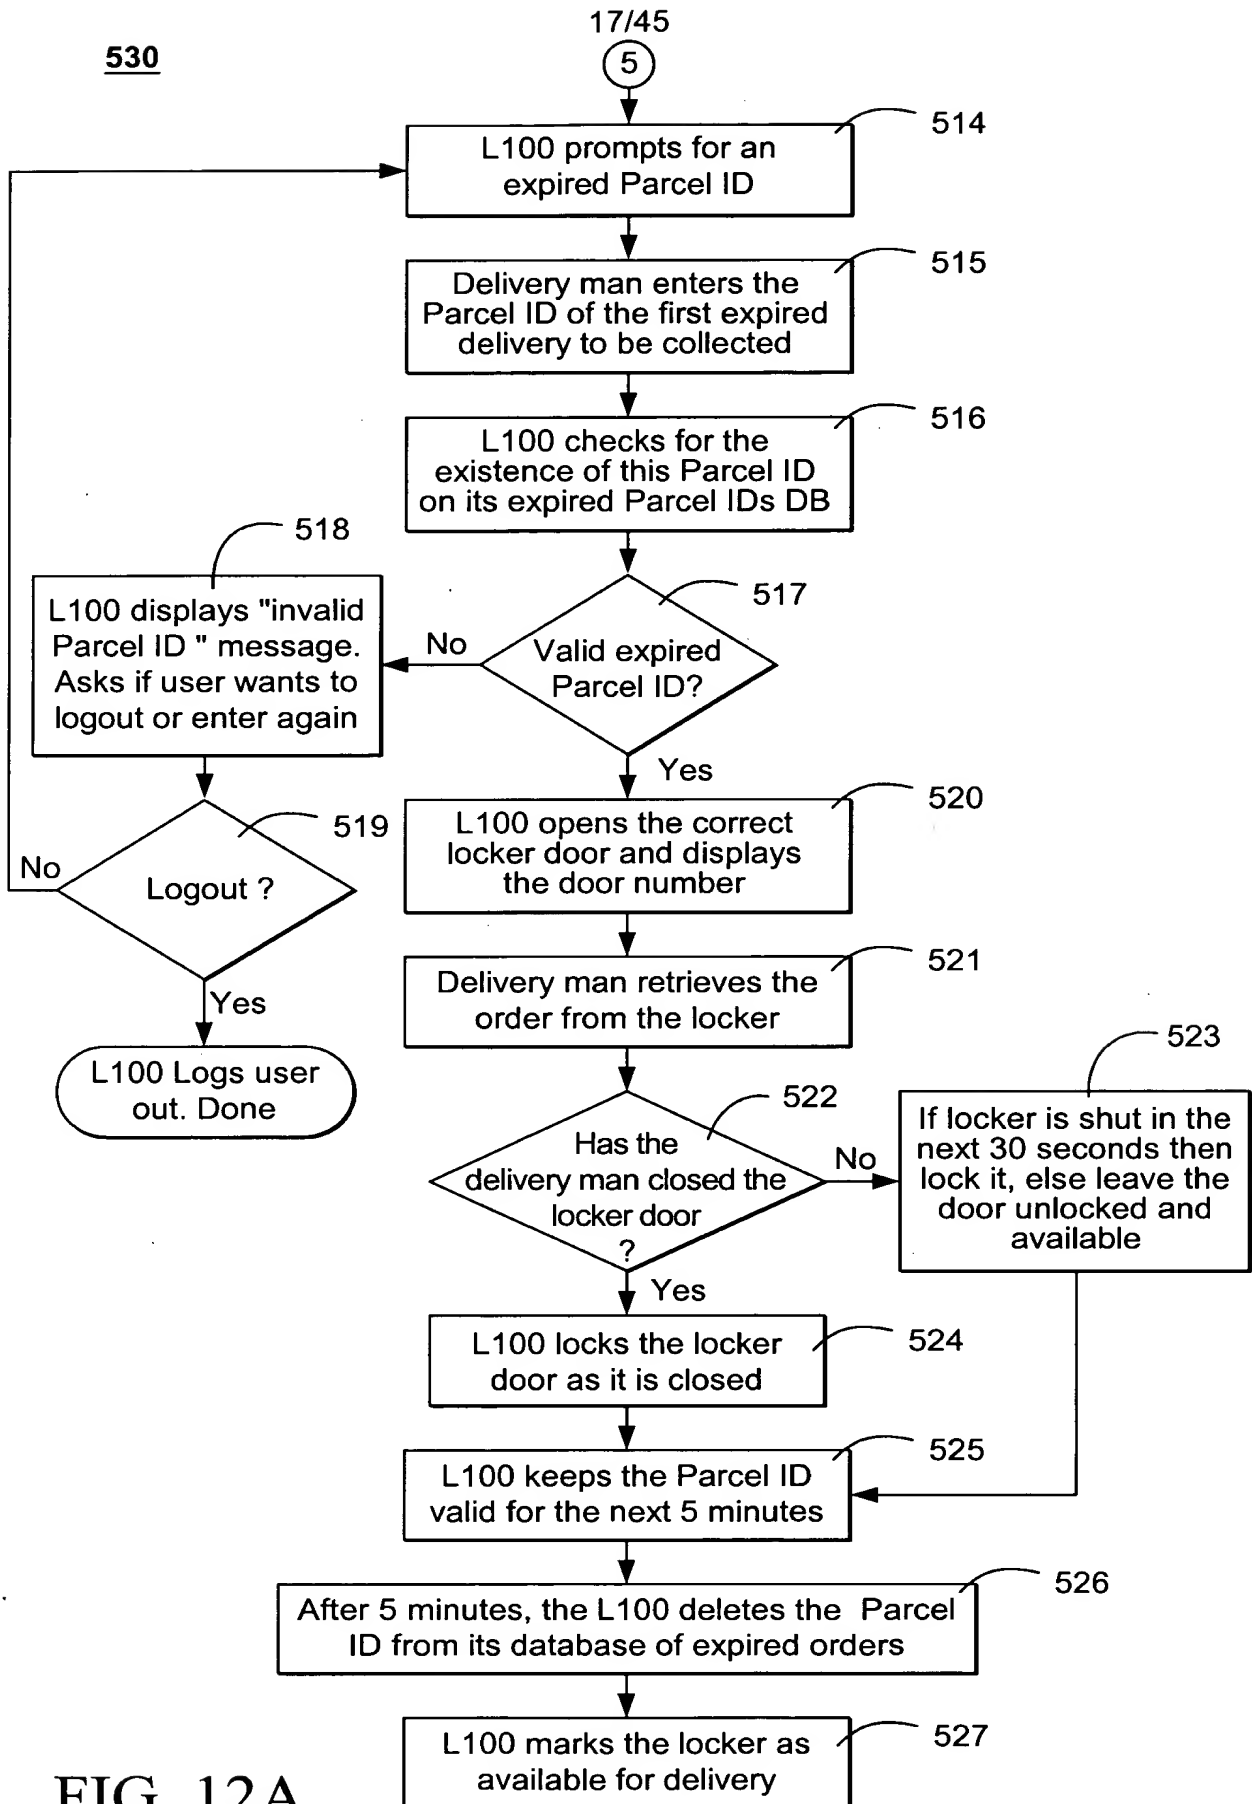 17/45
530
5
514
L100 prompts for an
expired Parcel ID
515
Delivery man enters the
Parcel ID of the first expired
delivery to be collected
516
L100 checks for the
existence of this Parcel ID
on its expired Parcel IDs DB
518
L100 displays "invalid
Parcel ID " message.
Asks if user wants to
logout or enter again
No
517
Valid expired
Parcel ID?
Yes
519
No
Logout ?
Yes
L100 Logs user
out. Done
520
L100 opens the correct
locker door and displays
the door number
521
Delivery man retrieves the
order from the locker
522
Has the
delivery man closed the
locker door
?
No
523
If locker is shut in the
next 30 seconds then
lock it, else leave the
door unlocked and
available
Yes
524
L100 locks the locker
door as it is closed
525
L100 keeps the Parcel ID
valid for the next 5 minutes
526
After 5 minutes, the L100 deletes the Parcel
ID from its database of expired orders
527
L100 marks the locker as
available for delivery
FIG. 12A